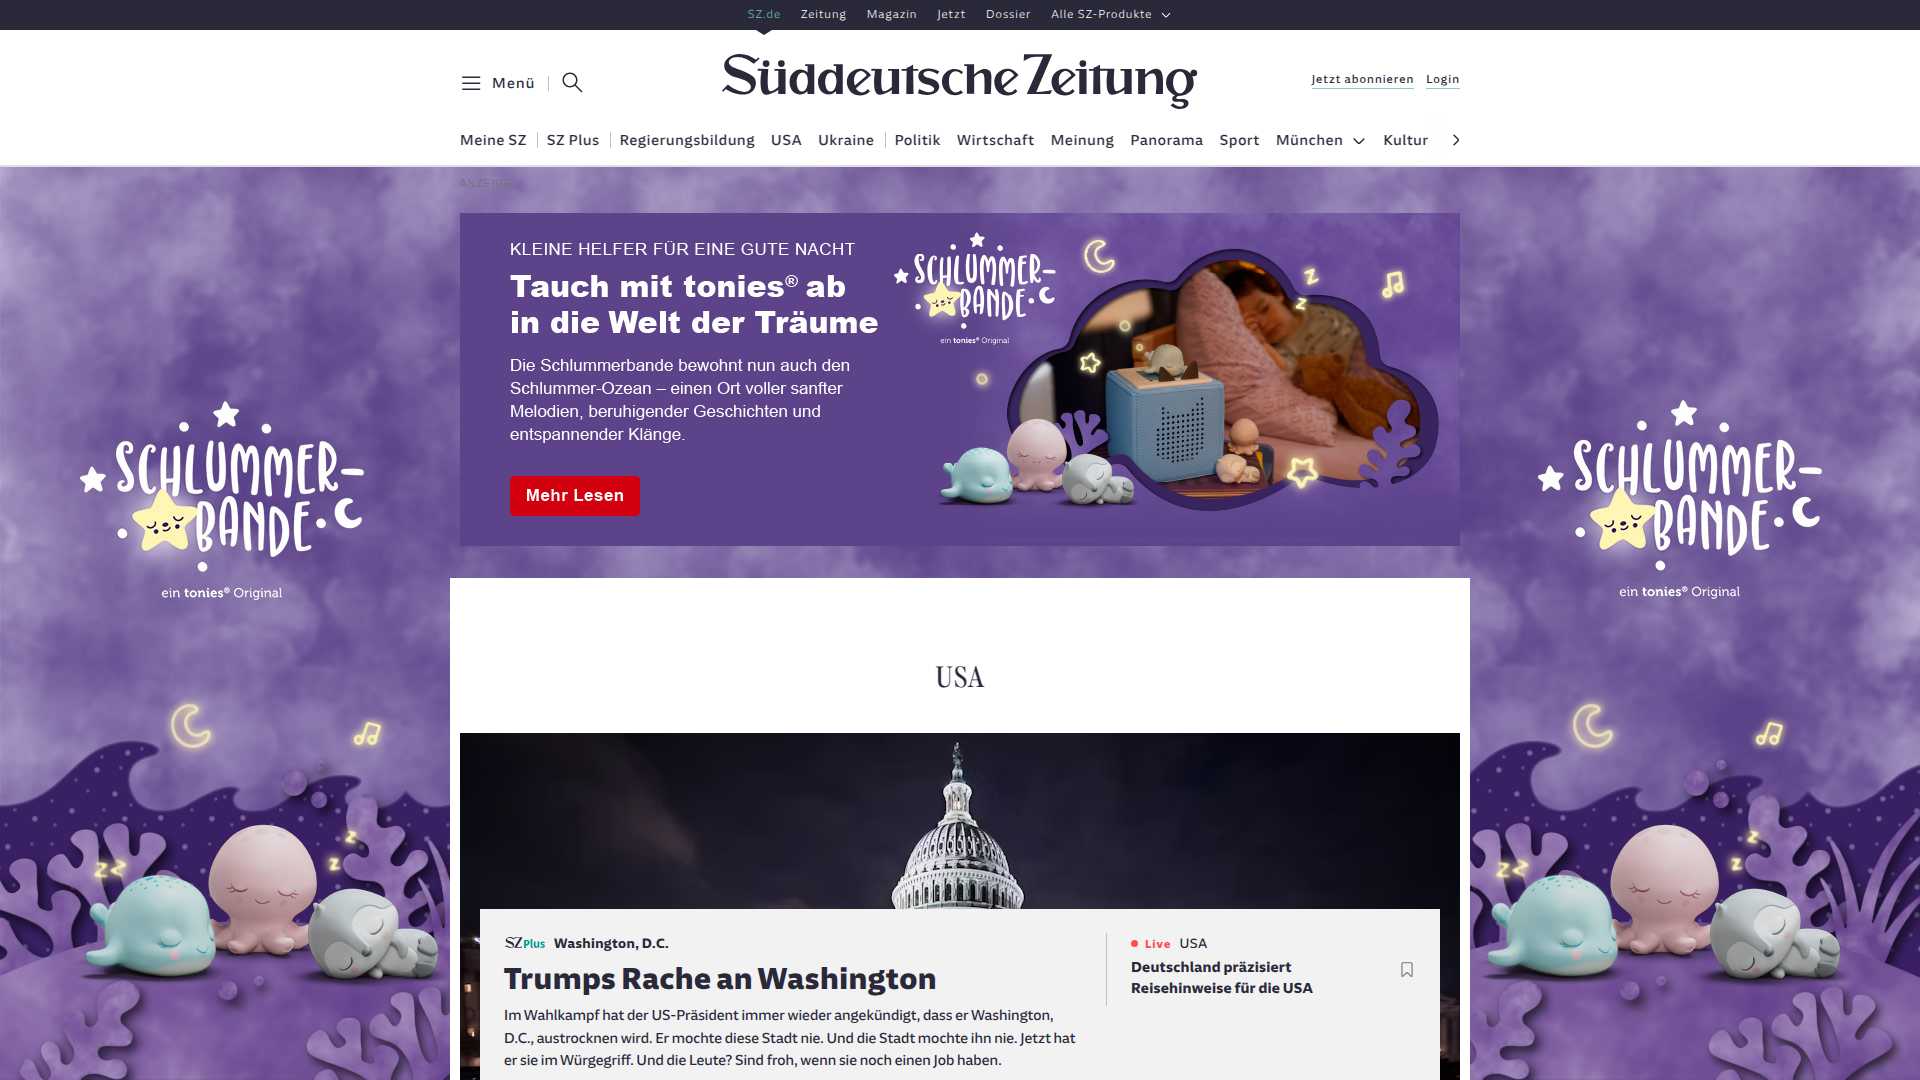 SZ.de Zeitung Magazin Jetzt Dossier Alle SZ-Produkte
Menü
Süddeutsche Zeitung
Jetzt abonnieren Login
Meine SZ SZ Plus Regierungsbildung USA Ukraine Politik Wirtschaft Meinung Panorama Sport München Kultur
ANZEIGE
KLEINE HELFER FÜR EINE GUTE NACHT
Tauch mit tonies® ab
in die Welt der Träume
Die Schlummerbande bewohnt nun auch den
Schlummer-Ozean – einen Ort voller sanfter
Melodien, beruhigender Geschichten und
entspannender Klänge.
Mehr Lesen
SCHLUMMER-
BANDE
ein tonies® Original
z
z
SCHLUMMER-
BANDE
ein tonies® Original
SCHLUMMER-
BANDE
ein tonies® Original
USA
z
z
z z
z
z
z z
SZ Plus Washington, D.C.
Trumps Rache an Washington
Im Wahlkampf hat der US-Präsident immer wieder angekündigt, dass er Washington,
D.C., austrocknen wird. Er mochte diese Stadt nie. Und die Stadt mochte ihn nie. Jetzt hat
er sie im Würgegriff. Und die Leute? Sind froh, wenn sie noch einen Job haben.
Live USA
Deutschland präzisiert
Reisehinweise für die USA